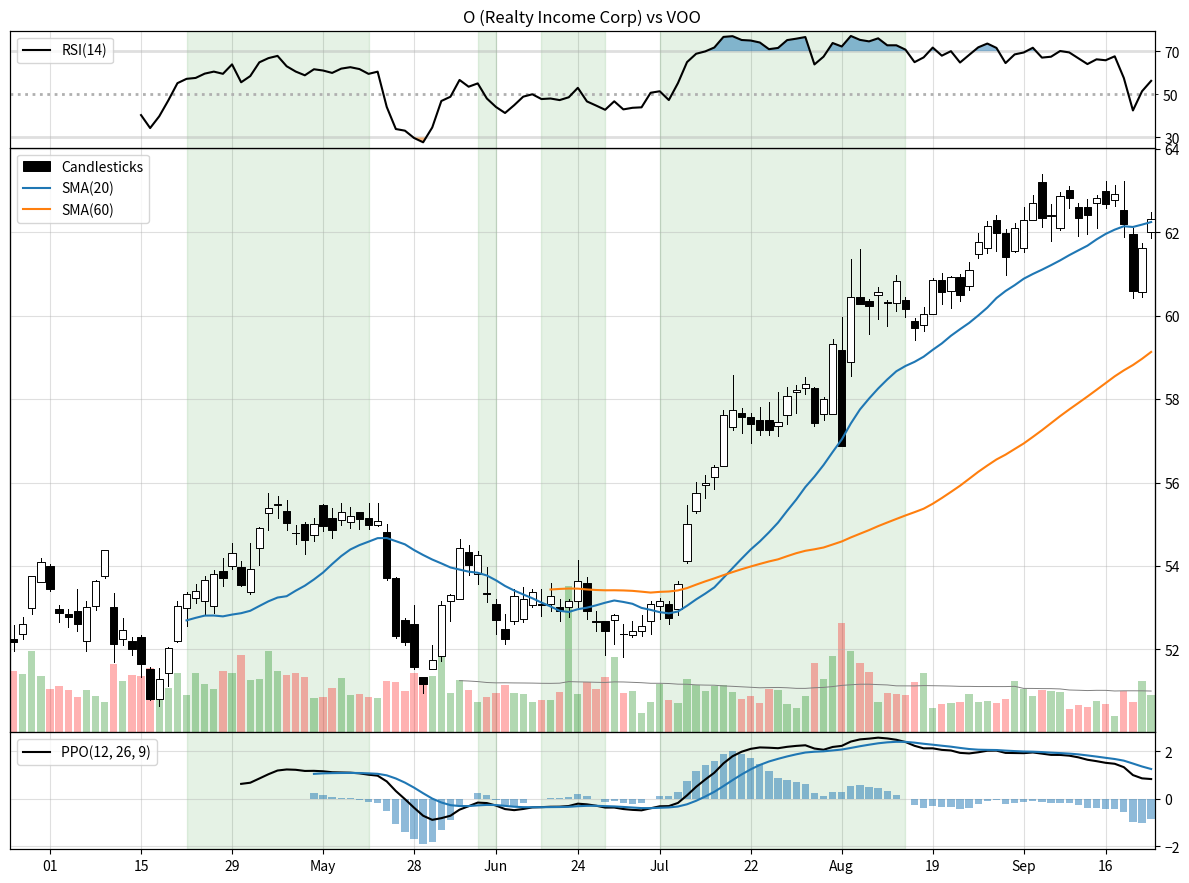 O (Realty Income Corp) vs VOO
RSI(14)
70
50
30
Candlesticks
SMA(20)
SMA(60)
64
62
60
58
56
54
52
PPO(12, 26, 9)
2
0
−2
01 15 29 May 28 Jun 24 Jul 22 Aug 19 Sep 16